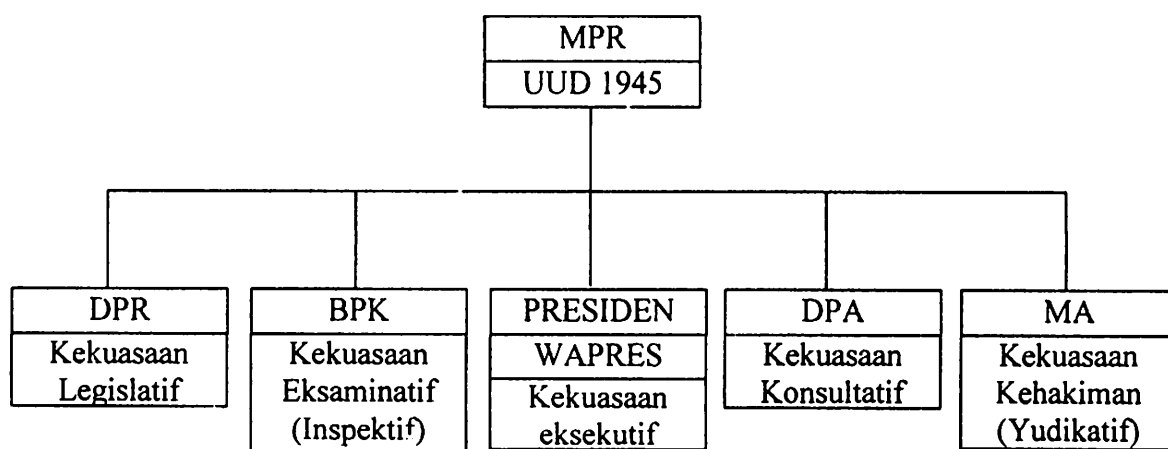 MPR
UUD 1945
DPR
Kekuasaan
Legislatif
BPK
Kekuasaan
Eksaminatif
(Inspektif)
PRESIDEN
WAPRES
Kekuasaan
eksekutif
DPA
Kekuasaan
Konsultatif
MA
Kekuasaan
Kehakiman
(Yudikatif)